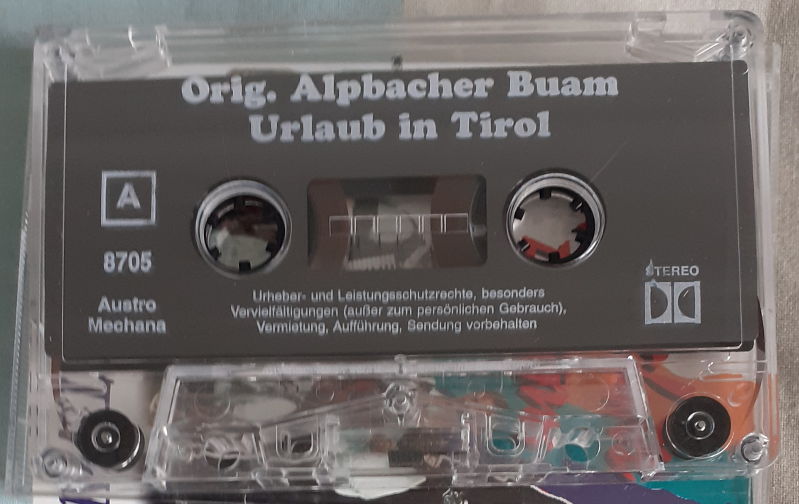 Orig. Alpbacher Buam
Urlaub in Tirol
A
8705
Austro
Mechana
Urheber- und Leistungsschutzrechte, besonders
Vervielfältigungen (außer zum persönlichen Gebrauch),
Vermietung, Aufführung, Sendung vorbehalten
STEREO